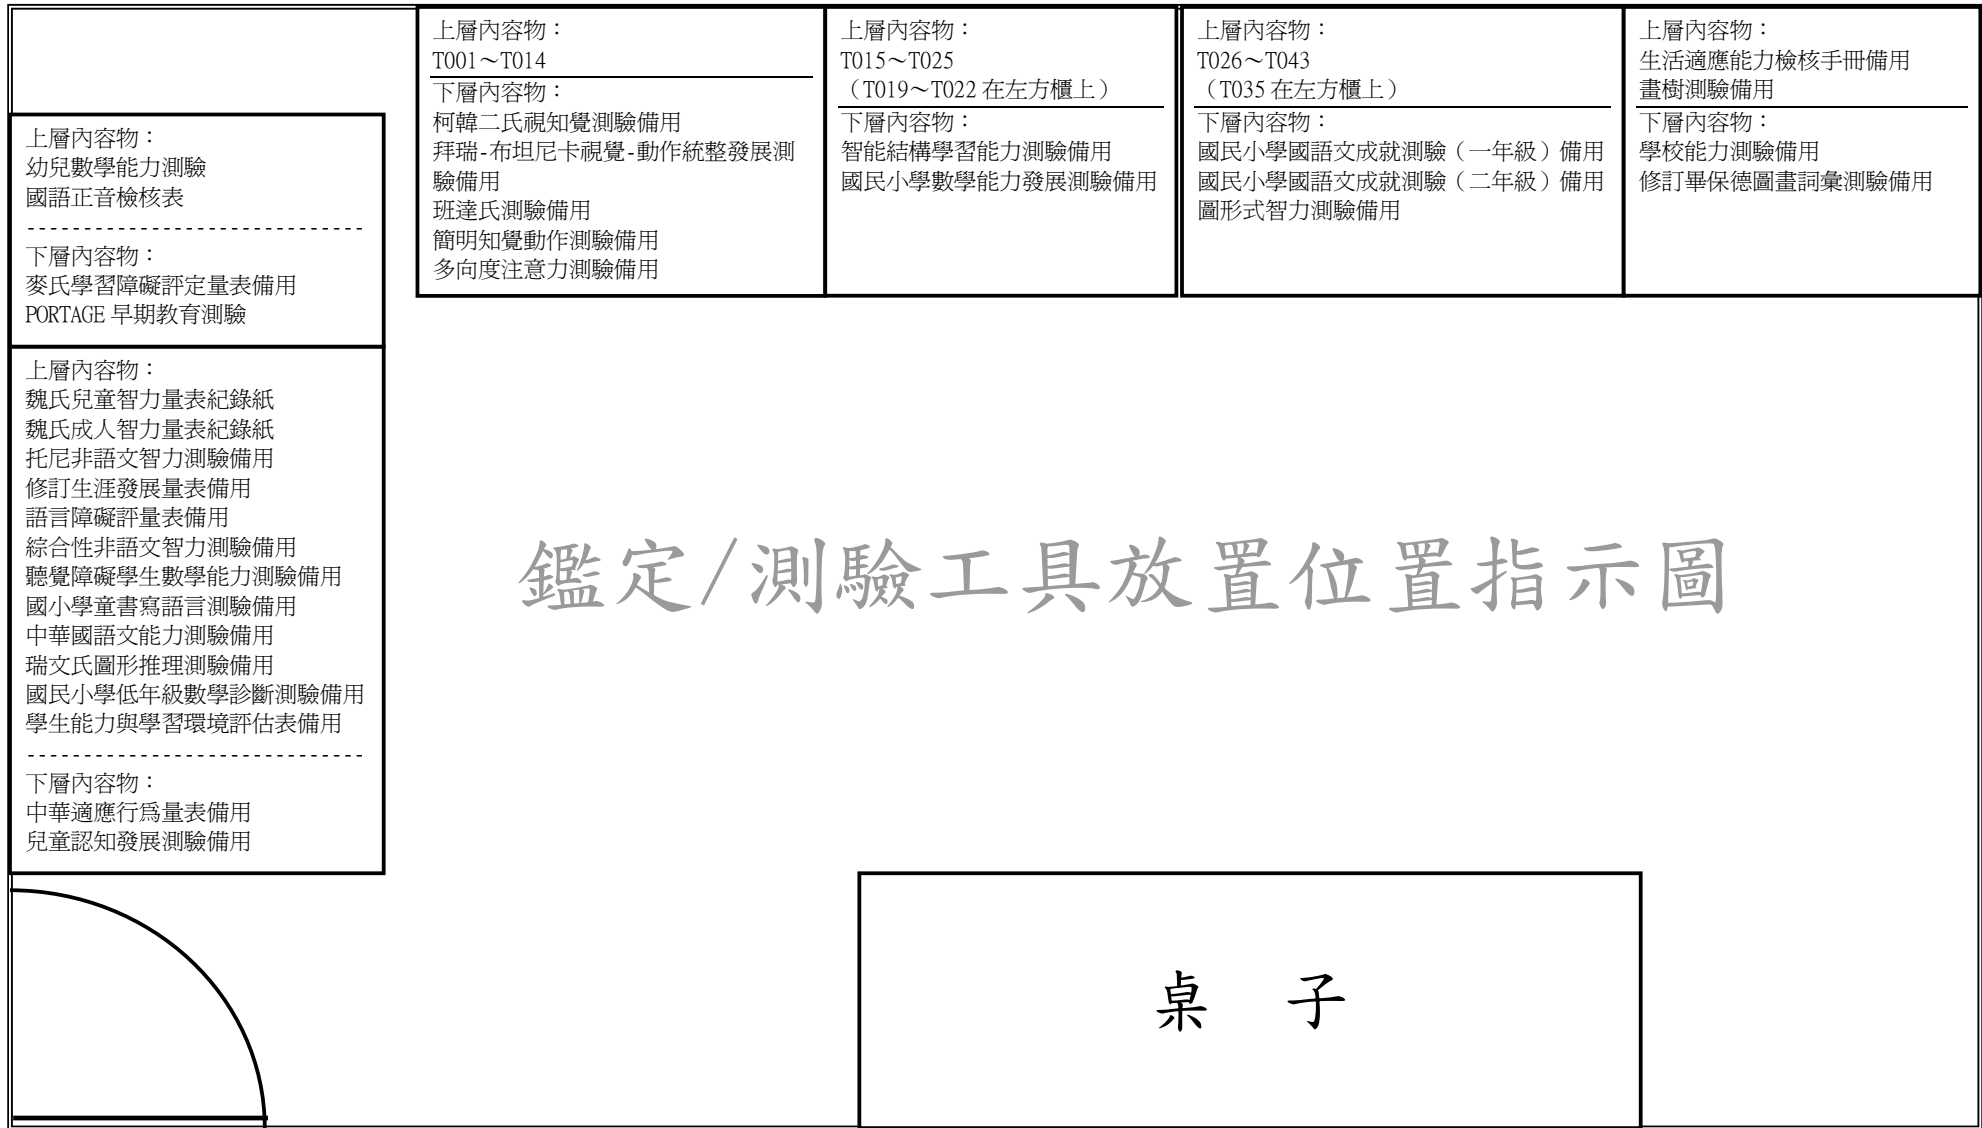 上層內容物：
T001～T014
下層內容物：
柯韓二氏視知覺測驗備用
拜瑞-布坦尼卡視覺-動作統整發展測
驗備用
班達氏測驗備用
簡明知覺動作測驗備用
多向度注意力測驗備用
上層內容物：
T015～T025
（T019～T022 在左方櫃上）
下層內容物：
智能結構學習能力測驗備用
國民小學數學能力發展測驗備用
上層內容物：
T026～T043
（T035 在左方櫃上）
下層內容物：
國民小學國語文成就測驗（一年級）備用
國民小學國語文成就測驗（二年級）備用
圖形式智力測驗備用
上層內容物：
生活適應能力檢核手冊備用
畫樹測驗備用
下層內容物：
學校能力測驗備用
修訂畢保德圖畫詞彙測驗備用
上層內容物：
幼兒數學能力測驗
國語正音檢核表
------------------------------
下層內容物：
麥氏學習障礙評定量表備用
PORTAGE 早期教育測驗
上層內容物：
魏氏兒童智力量表紀錄紙
魏氏成人智力量表紀錄紙
托尼非語文智力測驗備用
修訂生涯發展量表備用
語言障礙評量表備用
綜合性非語文智力測驗備用
聽覺障礙學生數學能力測驗備用
國小學童書寫語言測驗備用
中華國語文能力測驗備用
瑞文氏圖形推理測驗備用
國民小學低年級數學診斷測驗備用
學生能力與學習環境評估表備用
------------------------------
下層內容物：
中華適應行為量表備用
兒童認知發展測驗備用
鑑定/測驗工具放置位置指示圖
桌　子